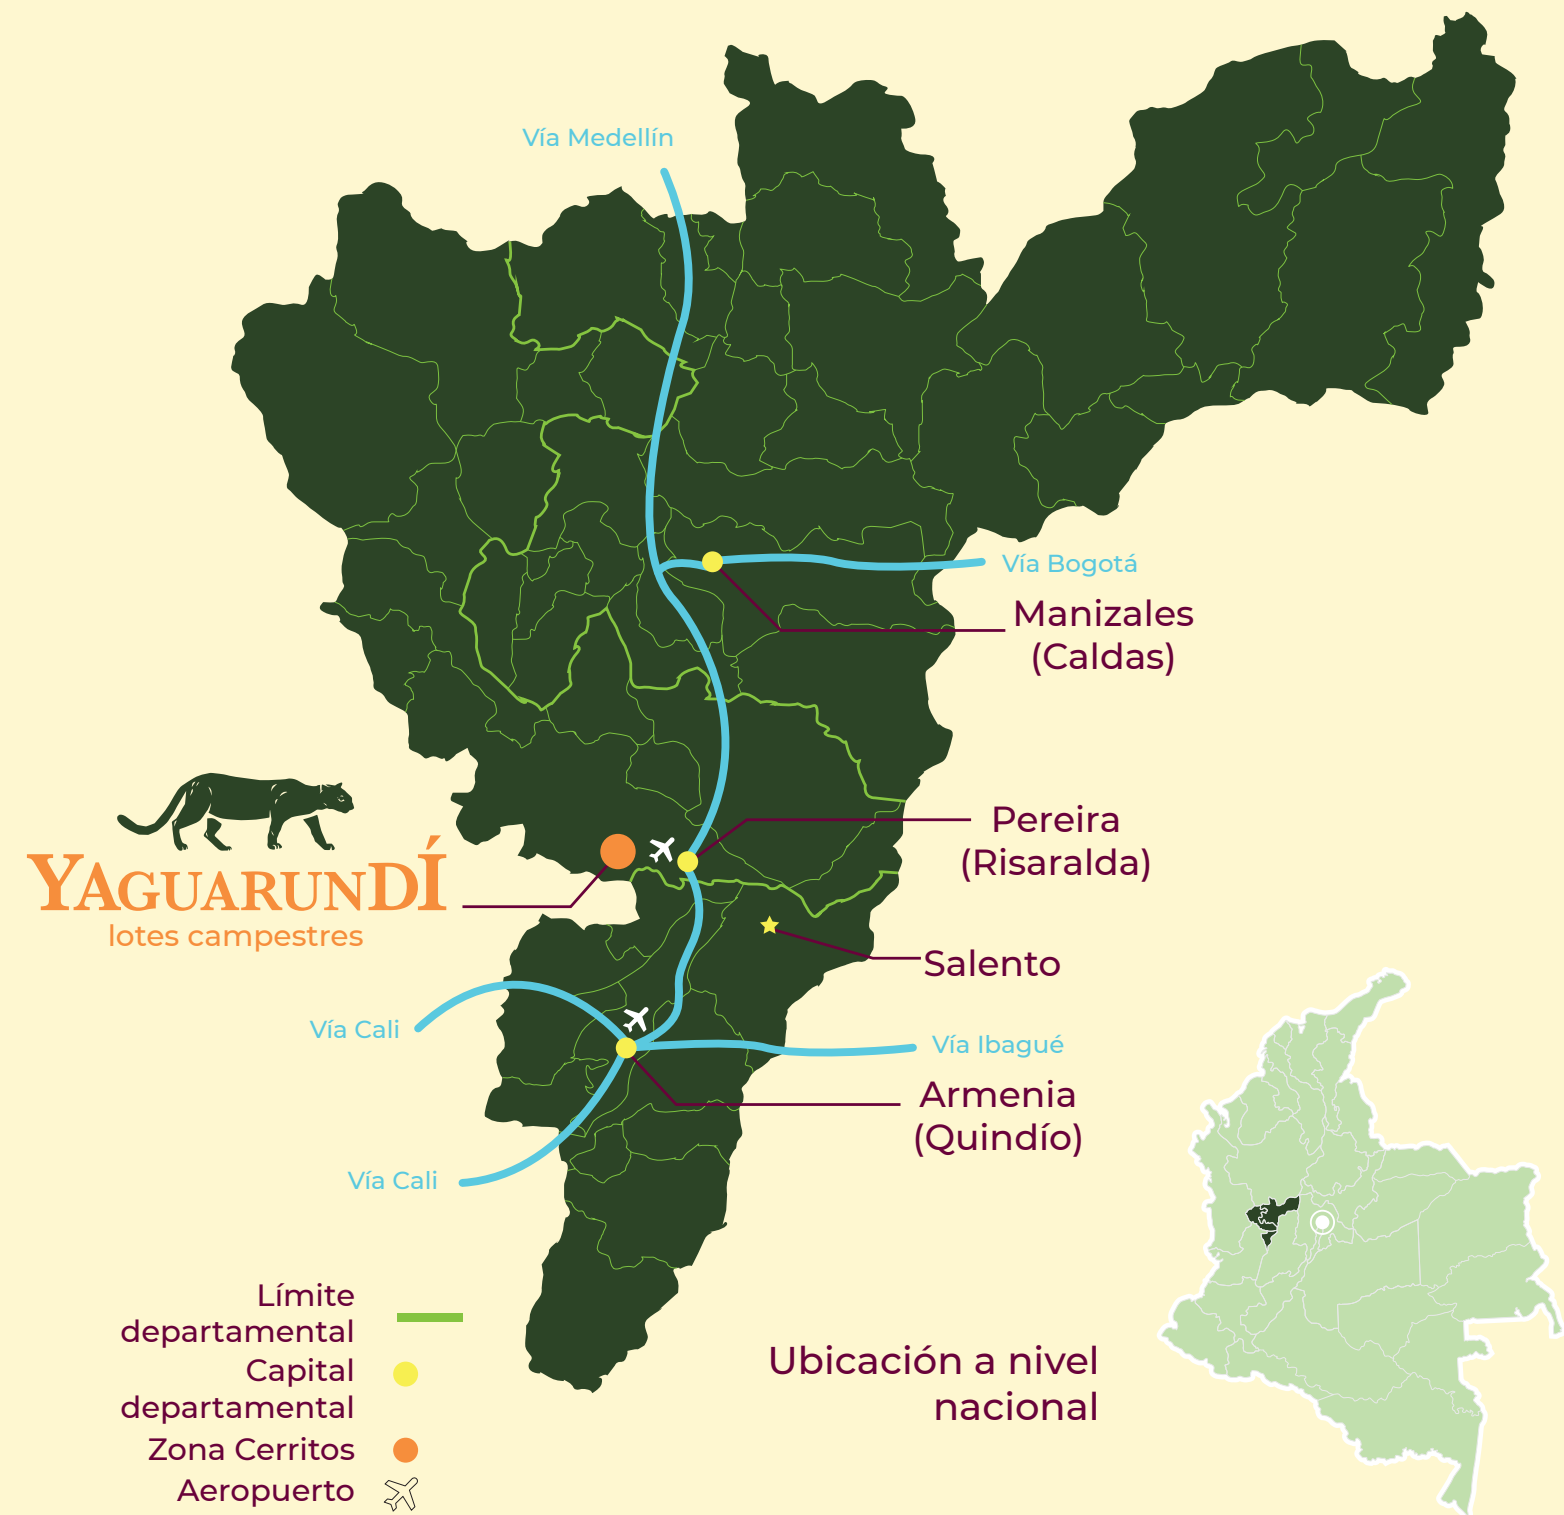 Vía Medellín
Vía Bogotá
Manizales
(Caldas)
Pereira
(Risaralda)
YAGUARUNDÍ
lotes campestres
Salento
Vía Cali
Vía Ibagué
Armenia
(Quindío)
Vía Cali
Límite
departamental
Capital
departamental
Zona Cerritos
Aeropuerto
Ubicación a nivel
nacional